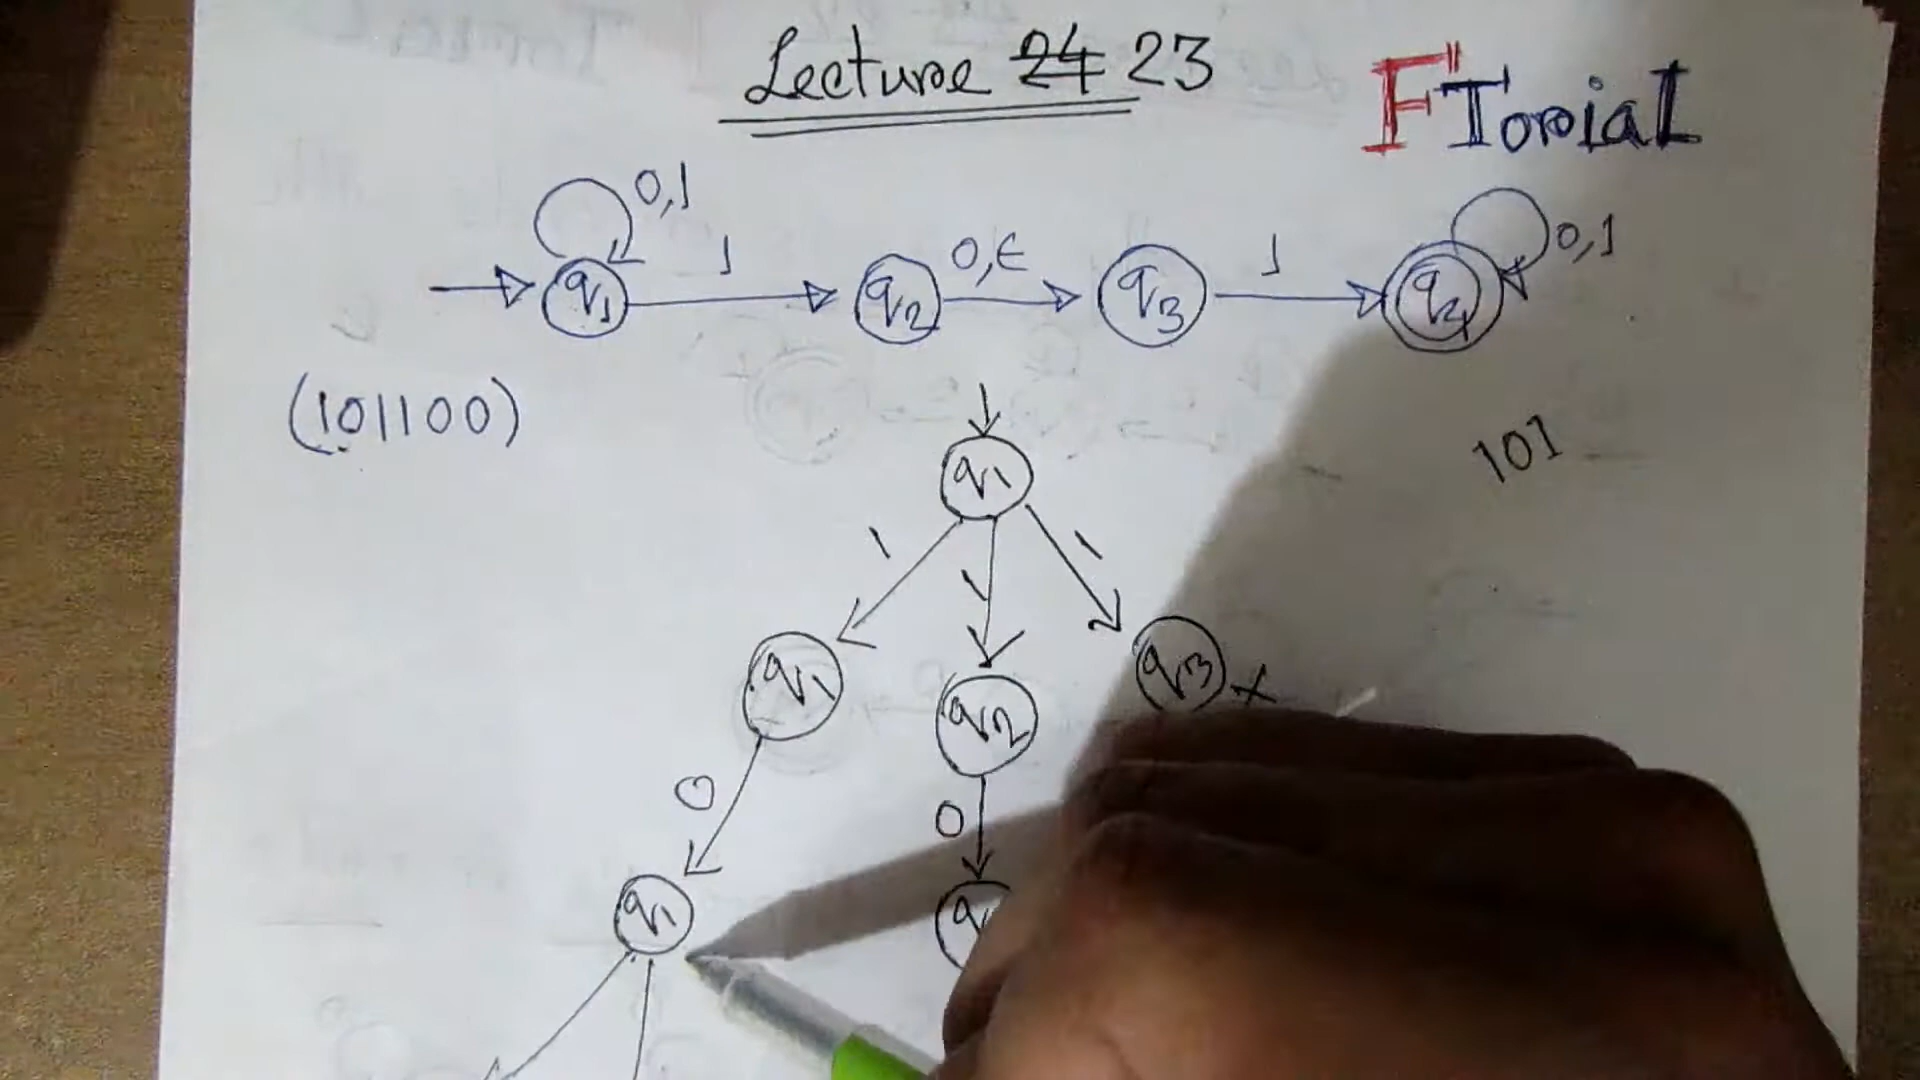 Lecture 24 23
FTorial
0,1
1
0,ε
1
0,1
q1
q2
q3
q4
(101100)
101
q1
1
1
1
q1
q2
q3 x
0
0
q1